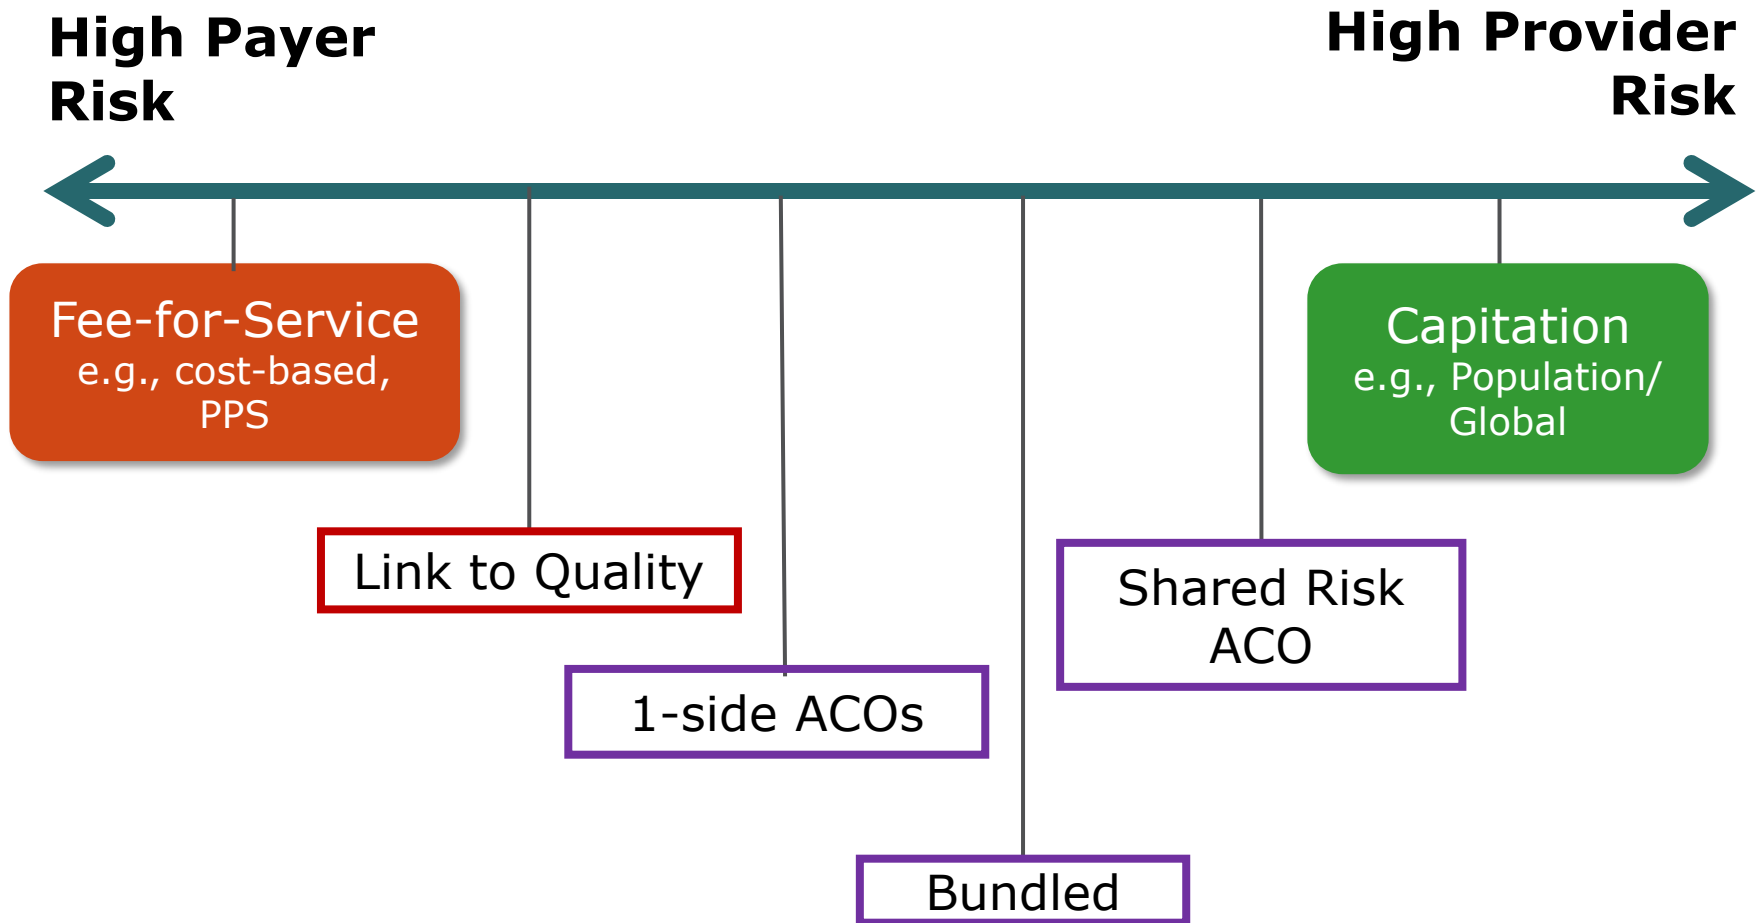 High Payer
Risk
High Provider
Risk
Fee-for-Service
e.g., cost-based,
PPS
Capitation
e.g., Population/
Global
Link to Quality
Shared Risk
ACO
1-side ACOs
Bundled